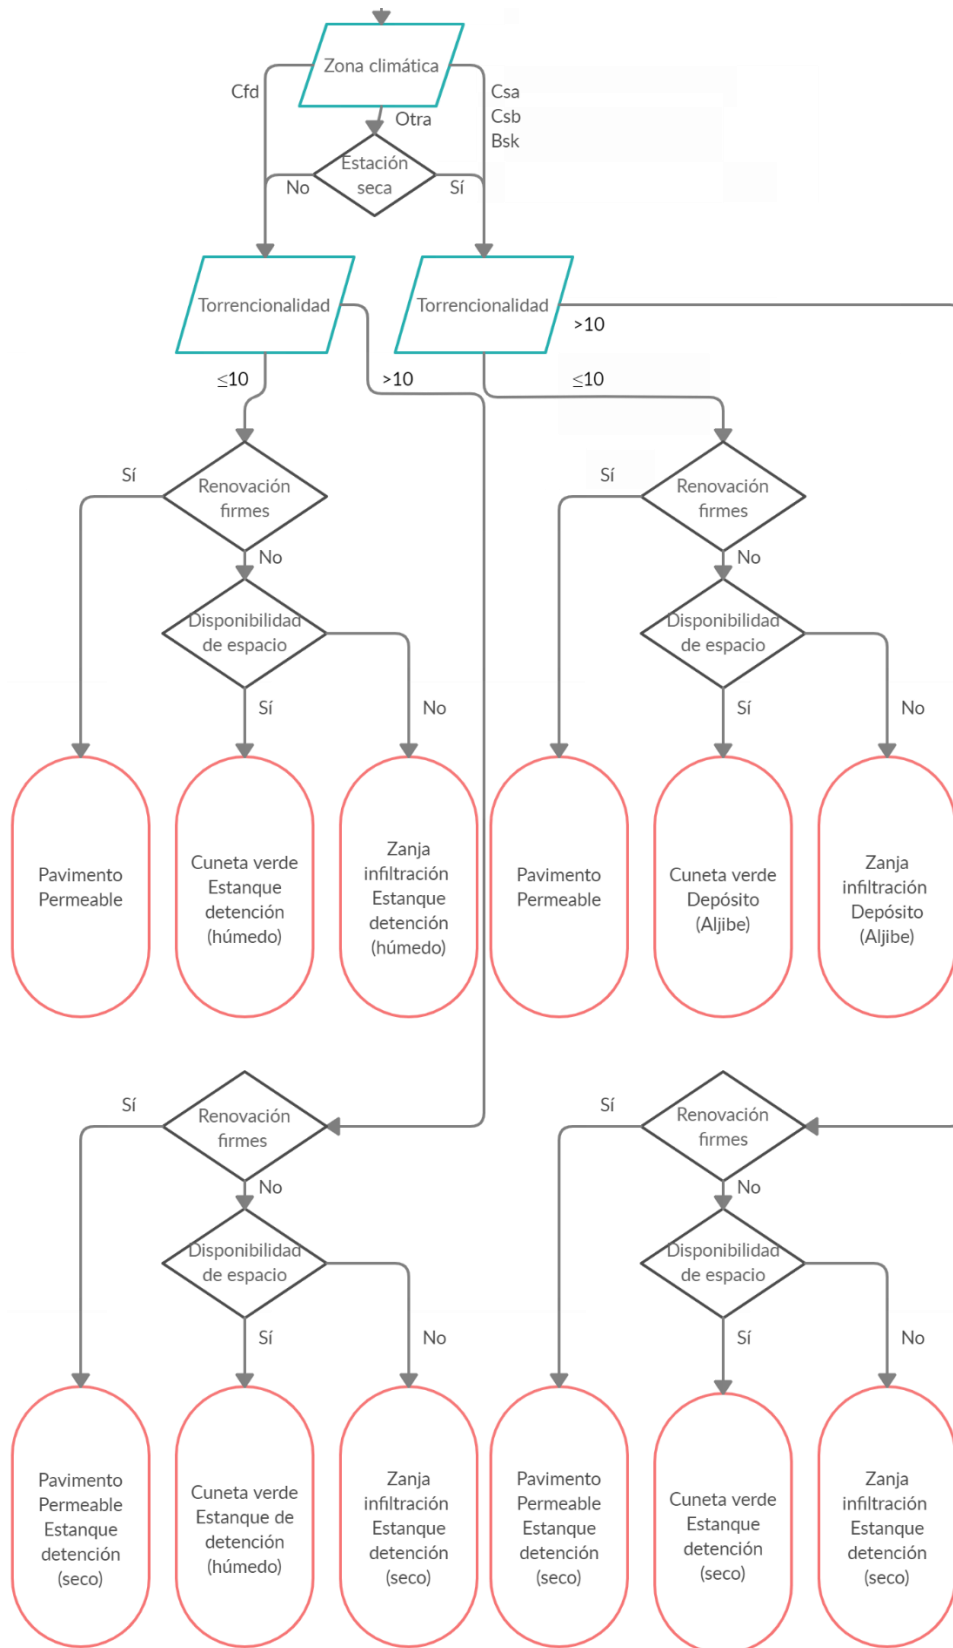 Zona climática
Cfd
Csa
Csb
Bsk
Otra
Estación
seca
No
Sí
Torrencionalidad
Torrencionalidad
>10
≤10
>10
≤10
Sí
Renovación
firmes
Sí
Renovación
firmes
No
No
Disponibilidad
de espacio
Disponibilidad
de espacio
Sí
No
Sí
No
Pavimento
Permeable
Cuneta verde
Estanque
detención
(húmedo)
Zanja
infiltración
Estanque
detención
(húmedo)
Pavimento
Permeable
Cuneta verde
Depósito
(Aljibe)
Zanja
infiltración
Depósito
(Aljibe)
Sí
Renovación
firmes
Sí
Renovación
firmes
No
No
Disponibilidad
de espacio
Disponibilidad
de espacio
Sí
No
Sí
No
Pavimento
Permeable
Estanque
detención
(seco)
Cuneta verde
Estanque de
detención
(húmedo)
Zanja
infiltración
Estanque
detención
(seco)
Pavimento
Permeable
Estanque
detención
(seco)
Cuneta verde
Estanque
detención
(seco)
Zanja
infiltración
Estanque
detención
(seco)